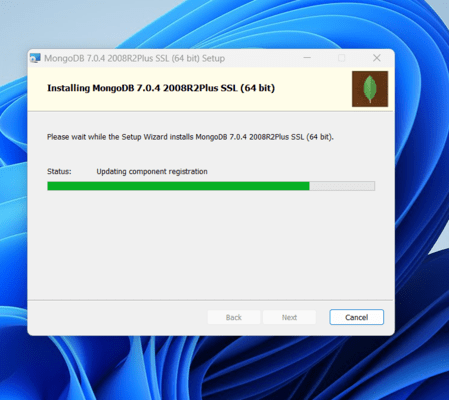 MongoDB 7.0.4 2008R2Plus SSL (64 bit) Setup
Installing MongoDB 7.0.4 2008R2Plus SSL (64 bit)
Please wait while the Setup Wizard installs MongoDB 7.0.4 2008R2Plus SSL (64 bit).
Status: Updating component registration
Back Next Cancel